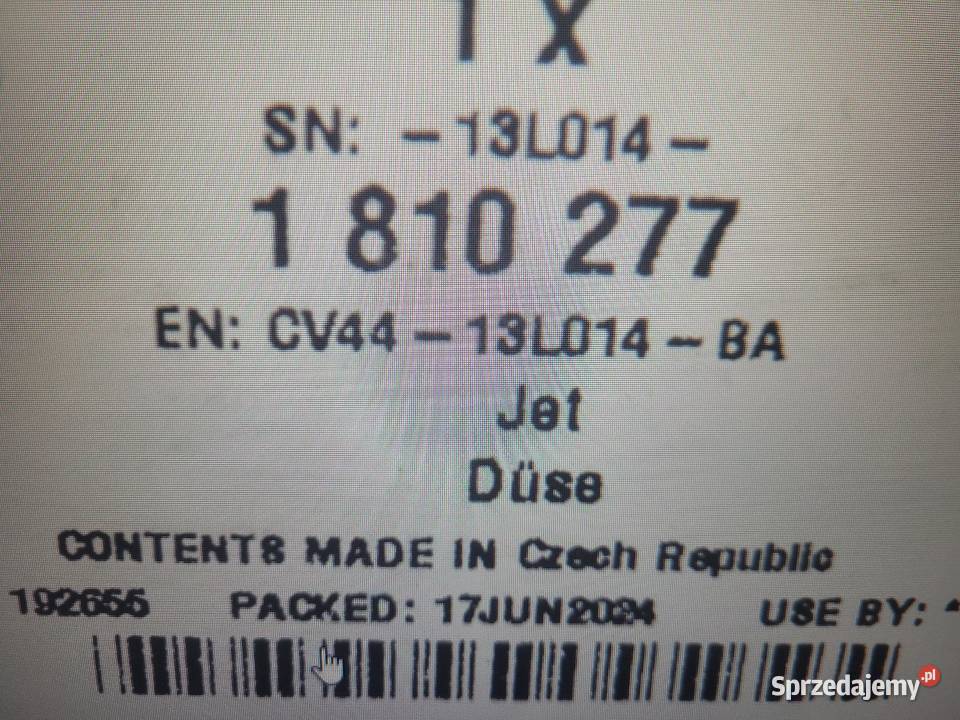 1 X
SN: -13L014-
1 810 277
EN: CV44-13L014-BA
Jet
Düse
CONTENTS MADE IN Czech Republic
192655 PACKED: 17JUN2024 USE BY: *
Sprzedajemy.pl